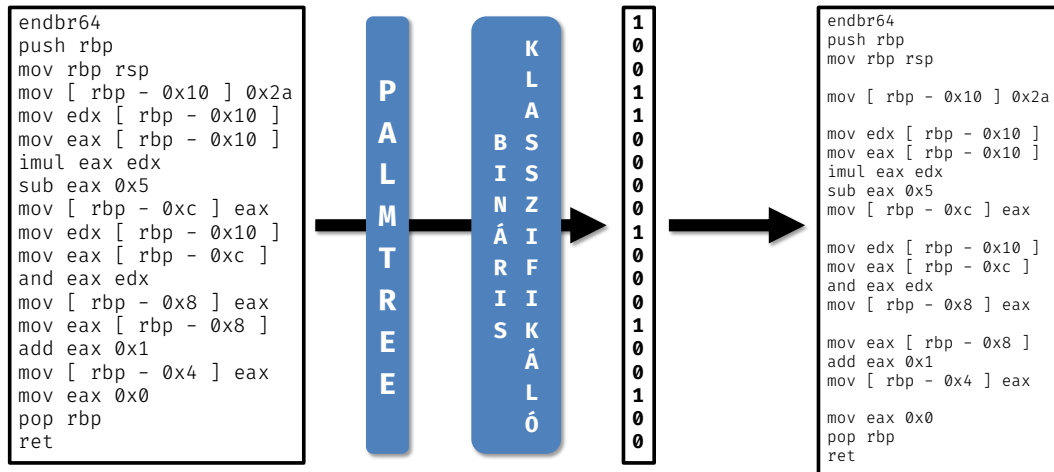 endbr64
push rbp
mov rbp rsp
mov [ rbp - 0x10 ] 0x2a
mov edx [ rbp - 0x10 ]
mov eax [ rbp - 0x10 ]
imul eax edx
sub eax 0x5
mov [ rbp - 0xc ] eax
mov edx [ rbp - 0x10 ]
mov eax [ rbp - 0xc ]
and eax edx
mov [ rbp - 0x8 ] eax
mov eax [ rbp - 0x8 ]
add eax 0x1
mov [ rbp - 0x4 ] eax
mov eax 0x0
pop rbp
ret
PALMTREE
BINÁRIS
KLASSZIFIKÁLÓ
1
0
0
1
1
0
0
0
0
1
0
0
0
1
0
0
1
0
0
endbr64
push rbp
mov rbp rsp
mov [ rbp - 0x10 ] 0x2a
mov edx [ rbp - 0x10 ]
mov eax [ rbp - 0x10 ]
imul eax edx
sub eax 0x5
mov [ rbp - 0xc ] eax
mov edx [ rbp - 0x10 ]
mov eax [ rbp - 0xc ]
and eax edx
mov [ rbp - 0x8 ] eax
mov eax [ rbp - 0x8 ]
add eax 0x1
mov [ rbp - 0x4 ] eax
mov eax 0x0
pop rbp
ret